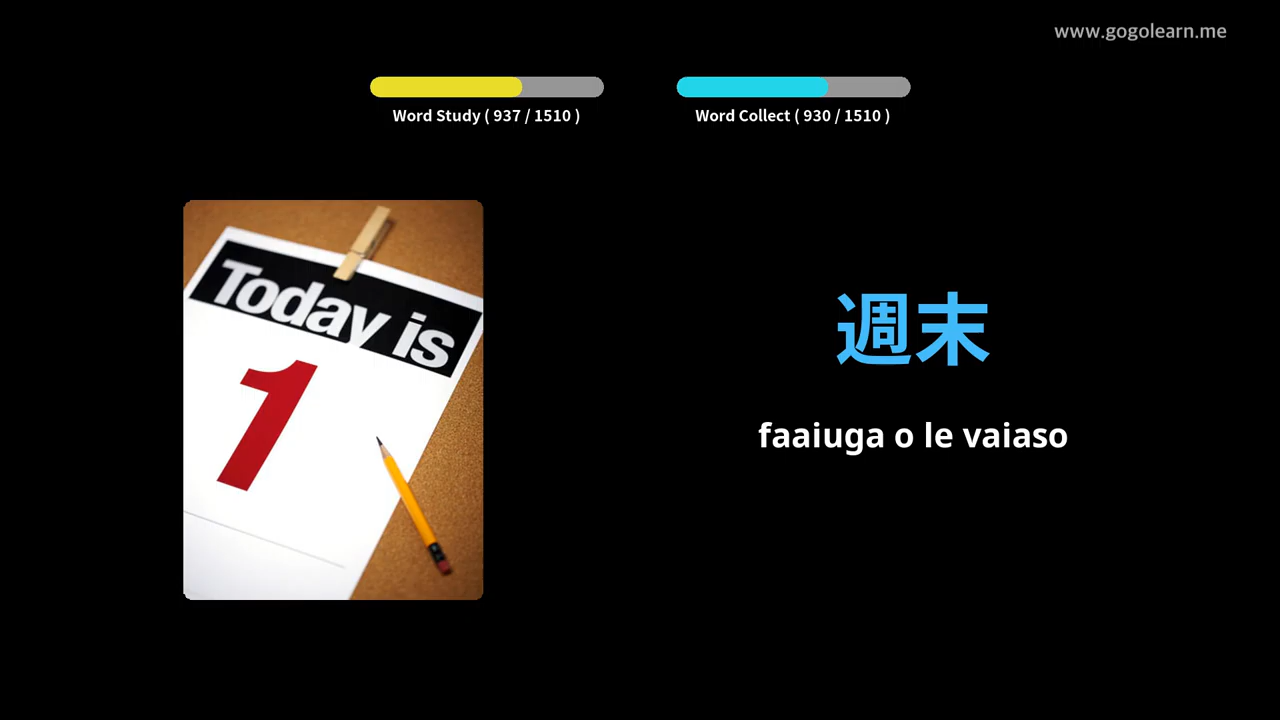 www.gogolearn.me
Word Study ( 937 / 1510 )
Word Collect ( 930 / 1510 )
Today is
1
週末
faaiuga o le vaiaso